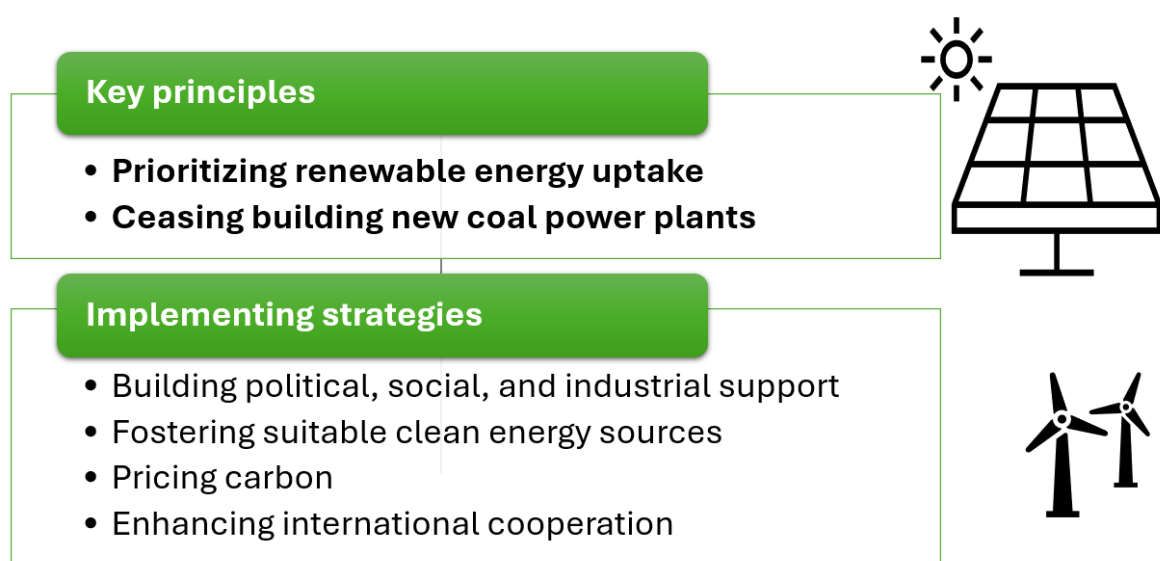 Key principles
• Prioritizing renewable energy uptake
• Ceasing building new coal power plants
Implementing strategies
• Building political, social, and industrial support
• Fostering suitable clean energy sources
• Pricing carbon
• Enhancing international cooperation